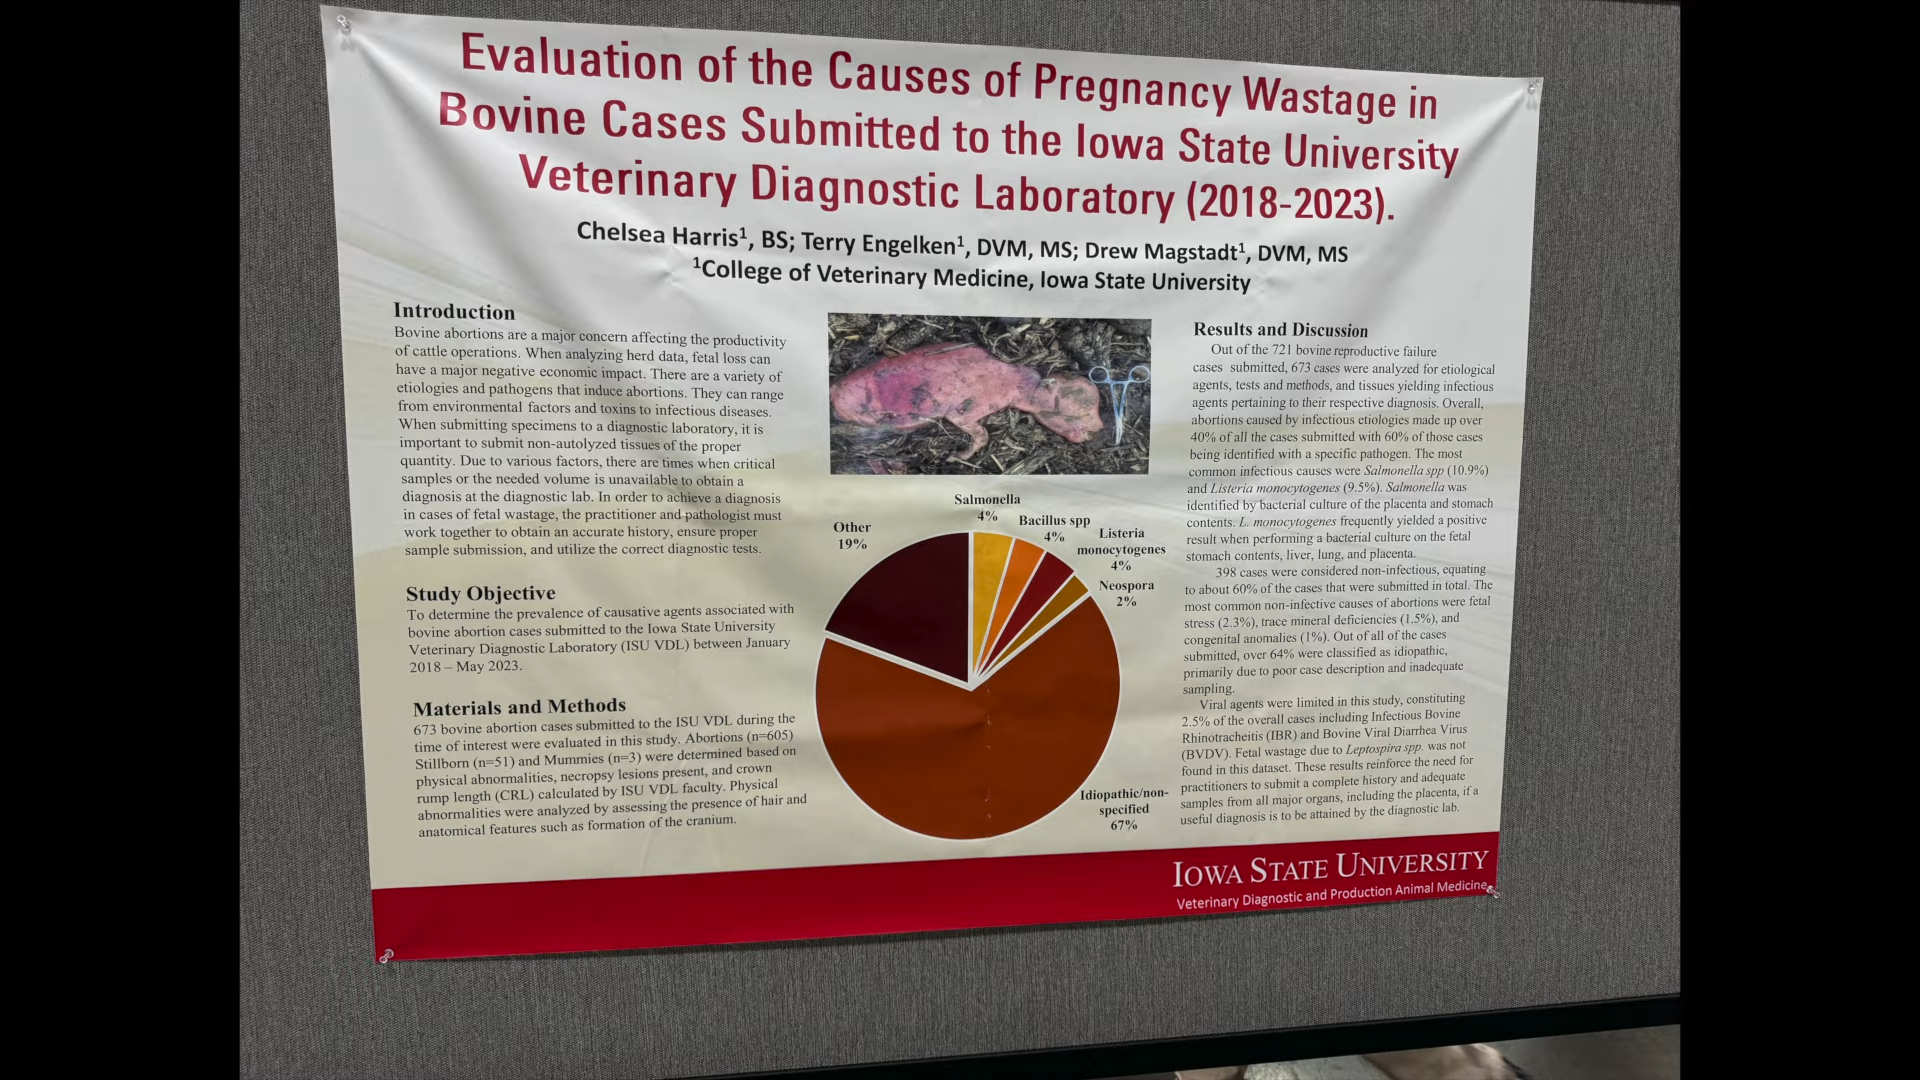 Evaluation of the Causes of Pregnancy Wastage in
Bovine Cases Submitted to the Iowa State University
Veterinary Diagnostic Laboratory (2018-2023).
Chelsea Harris¹, BS; Terry Engelken¹, DVM, MS; Drew Magstadt¹, DVM, MS
¹College of Veterinary Medicine, Iowa State University
Introduction
Bovine abortions are a major concern affecting the productivity
of cattle operations. When analyzing herd data, fetal loss can
have a major negative economic impact. There are a variety of
etiologies and pathogens that induce abortions. They can range
from environmental factors and toxins to infectious diseases.
When submitting specimens to a diagnostic laboratory, it is
important to submit non-autolyzed tissues of the proper
quantity. Due to various factors, there are times when critical
samples or the needed volume is unavailable to obtain a
diagnosis at the diagnostic lab. In order to achieve a diagnosis
in cases of fetal wastage, the practitioner and pathologist must
work together to obtain an accurate history, ensure proper
sample submission, and utilize the correct diagnostic tests.
Study Objective
To determine the prevalence of causative agents associated with
bovine abortion cases submitted to the Iowa State University
Veterinary Diagnostic Laboratory (ISU VDL) between January
2018 – May 2023.
Materials and Methods
673 bovine abortion cases submitted to the ISU VDL during the
time of interest were evaluated in this study. Abortions (n=605)
Stillborn (n=51) and Mummies (n=3) were determined based on
physical abnormalities, necropsy lesions present, and crown
rump length (CRL) calculated by ISU VDL faculty. Physical
abnormalities were analyzed by assessing the presence of hair and
anatomical features such as formation of the cranium.
Salmonella
4%
Bacillus spp
4%
Listeria
monocytogenes
4%
Neospora
2%
Other
19%
Idiopathic/non-
specified
67%
Results and Discussion
Out of the 721 bovine reproductive failure
cases submitted, 673 cases were analyzed for etiological
agents, tests and methods, and tissues yielding infectious
agents pertaining to their respective diagnosis. Overall,
abortions caused by infectious etiologies made up over
40% of all the cases submitted with 60% of those cases
being identified with a specific pathogen. The most
common infectious causes were Salmonella spp (10.9%)
and Listeria monocytogenes (9.5%). Salmonella was
identified by bacterial culture of the placenta and stomach
contents. L. monocytogenes frequently yielded a positive
result when performing a bacterial culture on the fetal
stomach contents, liver, lung, and placenta.
398 cases were considered non-infectious, equating
to about 60% of the cases that were submitted in total. The
most common non-infective causes of abortions were fetal
stress (2.3%), trace mineral deficiencies (1.5%), and
congenital anomalies (1%). Out of all of the cases
submitted, over 64% were classified as idiopathic,
primarily due to poor case description and inadequate
sampling.
Viral agents were limited in this study, constituting
2.5% of the overall cases including Infectious Bovine
Rhinotracheitis (IBR) and Bovine Viral Diarrhea Virus
(BVDV). Fetal wastage due to Leptospira spp. was not
found in this dataset. These results reinforce the need for
practitioners to submit a complete history and adequate
samples from all major organs, including the placenta, if a
useful diagnosis is to be attained by the diagnostic lab.
IOWA STATE UNIVERSITY
Veterinary Diagnostic and Production Animal Medicine